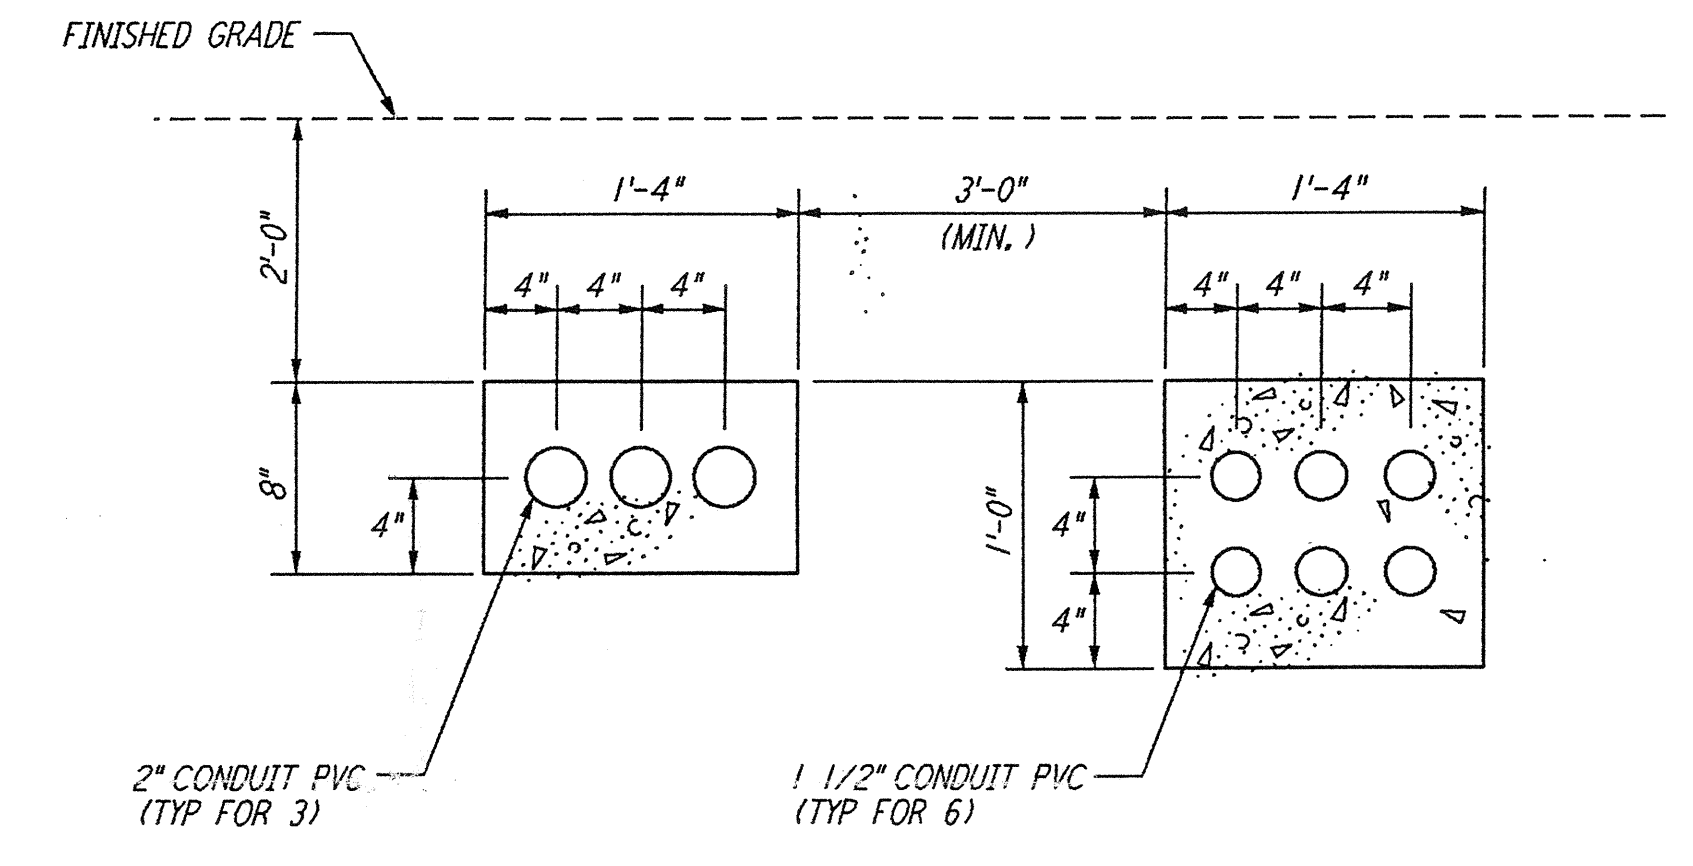 FINISHED GRADE
1'-4"
3'-0"
1'-4"
(MIN.)
2'-0"
4"
4"
4"
4"
4"
4"
8"
4"
1'-0"
4"
4"
2" CONDUIT PVC
(TYP FOR 3)
1 1/2" CONDUIT PVC
(TYP FOR 6)